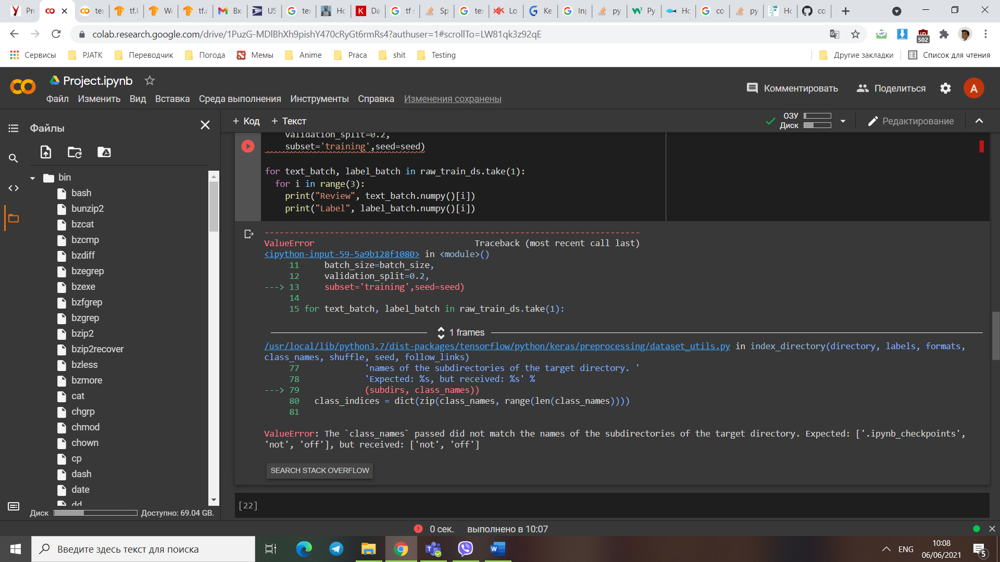 Pr
tex
tf.k
Wo
tf.c
Bx
US
tex
Ho
Da
tf s
Sp
tex
Lo
Ke
Inp
py
Py
Ho
co
py
Ho
co
colab.research.google.com/drive/1PuzG-MDlBhXh9pishY470cRyGt6rmRs4?authuser=1#scrollTo=LW81qk3z92qE
502
Сервисы
PJATK
Переводчик
Погода
Мемы
Anime
Praca
shit
Testing
Другие закладки
Список для чтения
Project.ipynb
Файл Изменить Вид Вставка Среда выполнения Инструменты Справка Изменения сохранены
Комментировать
Поделиться
A
Файлы
+ Код + Текст
ОЗУ
Диск
Редактирование
bin
bash
bunzip2
bzcat
bzcmp
bzdiff
bzegrep
bzexe
bzfgrep
bzgrep
bzip2
bzip2recover
bzless
bzmore
cat
chgrp
chmod
chown
cp
dash
date
dd
Диск
Доступно: 69.04 GB.
validation_split=0.2,
subset='training',seed=seed)
for text_batch, label_batch in raw_train_ds.take(1):
for i in range(3):
print("Review", text_batch.numpy()[i])
print("Label", label_batch.numpy()[i])
---------------------------------------------------------------------------
ValueError Traceback (most recent call last)
<ipython-input-59-5a9b128f1080> in <module>()
11 batch_size=batch_size,
12 validation_split=0.2,
---> 13 subset='training',seed=seed)
14
15 for text_batch, label_batch in raw_train_ds.take(1):
1 frames
/usr/local/lib/python3.7/dist-packages/tensorflow/python/keras/preprocessing/dataset_utils.py in index_directory(directory, labels, formats,
class_names, shuffle, seed, follow_links)
77 'names of the subdirectories of the target directory. '
78 'Expected: %s, but received: %s' %
---> 79 (subdirs, class_names))
80 class_indices = dict(zip(class_names, range(len(class_names))))
81
ValueError: The `class_names` passed did not match the names of the subdirectories of the target directory. Expected: ['.ipynb_checkpoints',
'not', 'off'], but received: ['not', 'off']
SEARCH STACK OVERFLOW
[22]
0 сек. выполнено в 10:07
Введите здесь текст для поиска
ENG
10:08
06/06/2021
5